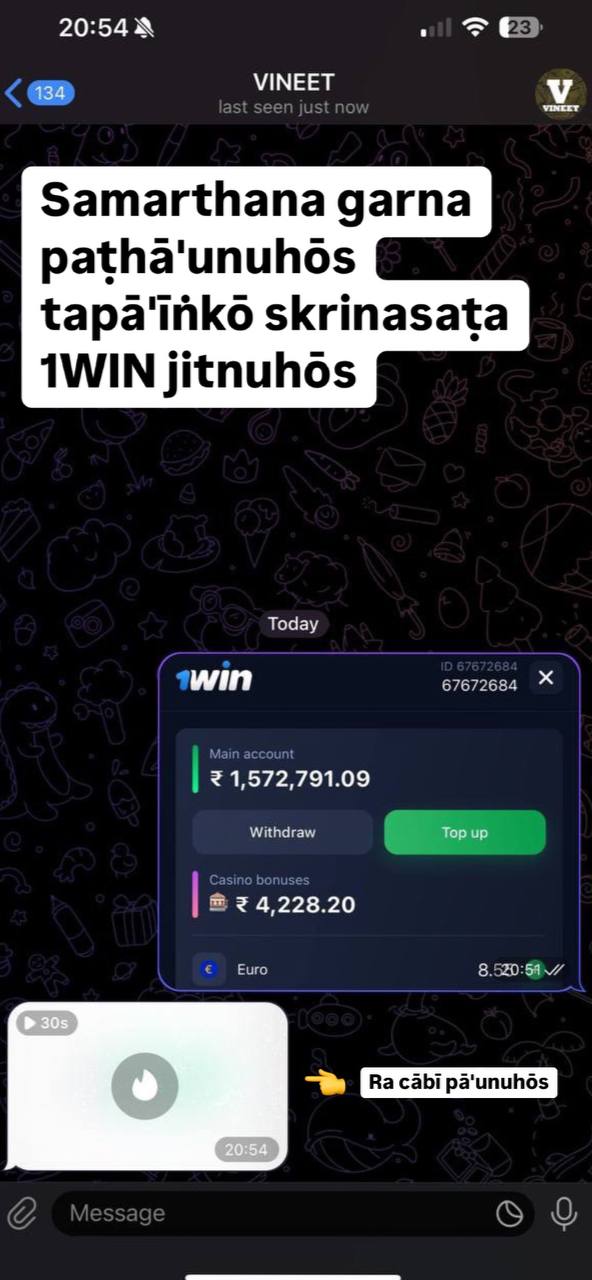 20:54
23
134
VINEET
last seen just now
V
VINEET
Samarthana garna
paṭhā'unuhōs
tapā'īṅkō skrinasaṭa
1WIN jitnuhōs
Today
1win
ID 67672684
67672684
Main account
₹ 1,572,791.09
Withdraw
Top up
Casino bonuses
₹ 4,228.20
€ Euro
20:51
30s
20:54
Ra cābī pā'unuhōs
Message